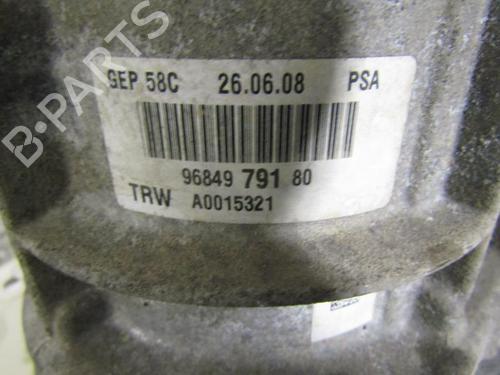 B-PARTS
GEP 58C 26.06.08 PSA
96849 791 80
TRW A0015321